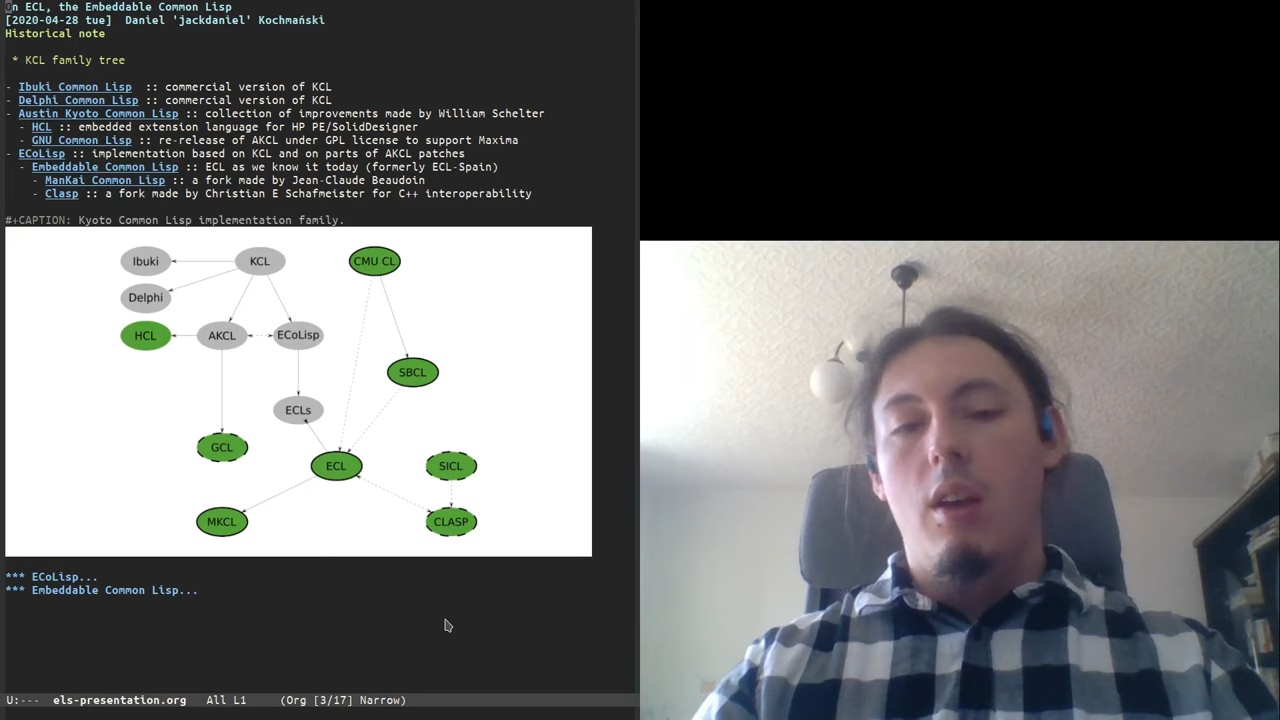 On ECL, the Embeddable Common Lisp
[2020-04-28 tue]  Daniel 'jackdaniel' Kochmański
Historical note
* KCL family tree
- Ibuki Common Lisp  :: commercial version of KCL
- Delphi Common Lisp :: commercial version of KCL
- Austin Kyoto Common Lisp :: collection of improvements made by William Schelter
- HCL :: embedded extension language for HP PE/SolidDesigner
- GNU Common Lisp :: re-release of AKCL under GPL license to support Maxima
- ECoLisp :: implementation based on KCL and on parts of AKCL patches
- Embeddable Common Lisp :: ECL as we know it today (formerly ECL-Spain)
- ManKai Common Lisp :: a fork made by Jean-Claude Beaudoin
- Clasp :: a fork made by Christian E Schafmeister for C++ interoperability
#+CAPTION: Kyoto Common Lisp implementation family.
Ibuki KCL CMU CL
Delphi
HCL AKCL ECoLisp
SBCL
ECLs
GCL
ECL SICL
MKCL CLASP
*** ECoLisp...
*** Embeddable Common Lisp...
U:---  els-presentation.org   All L1     (Org [3/17] Narrow)